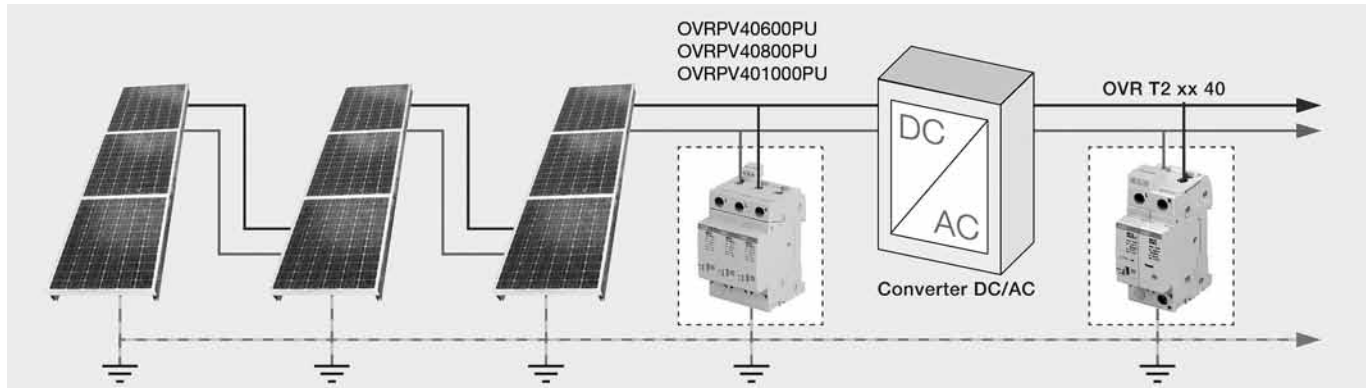 OVRPV40600PU
OVRPV40800PU
OVRPV401000PU
OVR T2 xx 40
DC
AC
Converter DC/AC